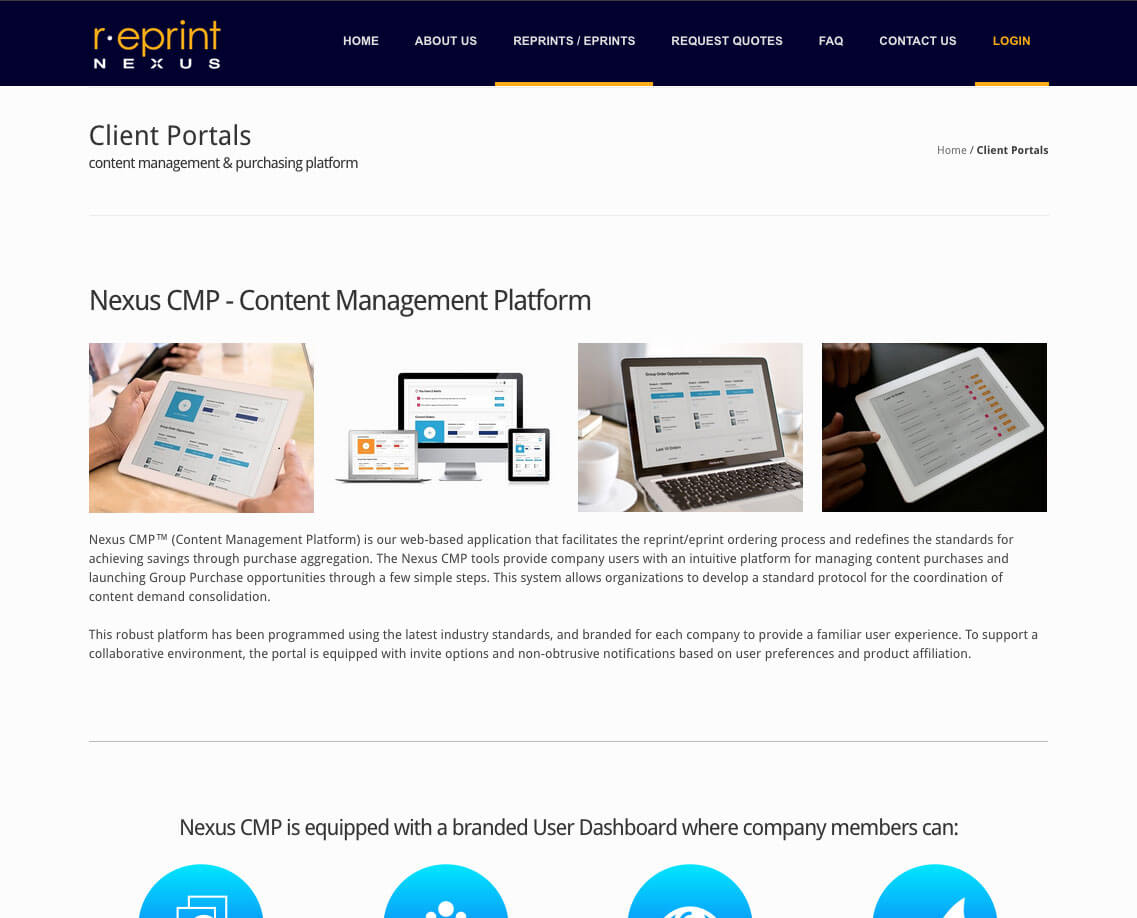 r·eprint
NEXUS
HOME ABOUT US REPRINTS / EPRINTS REQUEST QUOTES FAQ CONTACT US LOGIN
Client Portals
content management & purchasing platform
Home / Client Portals
Nexus CMP - Content Management Platform
Group Order Opportunities
Nexus CMP™ (Content Management Platform) is our web-based application that facilitates the reprint/eprint ordering process and redefines the standards for
achieving savings through purchase aggregation. The Nexus CMP tools provide company users with an intuitive platform for managing content purchases and
launching Group Purchase opportunities through a few simple steps. This system allows organizations to develop a standard protocol for the coordination of
content demand consolidation.
This robust platform has been programmed using the latest industry standards, and branded for each company to provide a familiar user experience. To support a
collaborative environment, the portal is equipped with invite options and non-obtrusive notifications based on user preferences and product affiliation.
Nexus CMP is equipped with a branded User Dashboard where company members can: